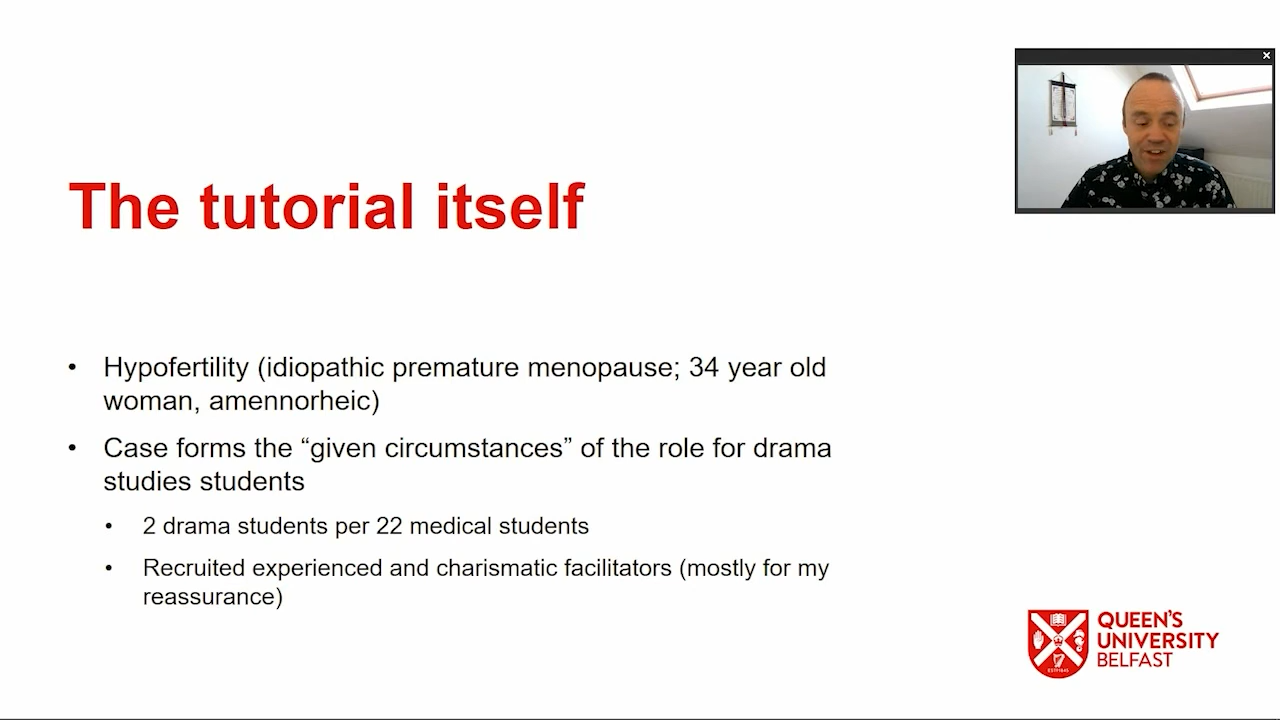 The tutorial itself
• Hypofertility (idiopathic premature menopause; 34 year old
woman, amennorheic)
• Case forms the “given circumstances” of the role for drama
studies students
• 2 drama students per 22 medical students
• Recruited experienced and charismatic facilitators (mostly for my
reassurance)
QUEEN'S
UNIVERSITY
BELFAST